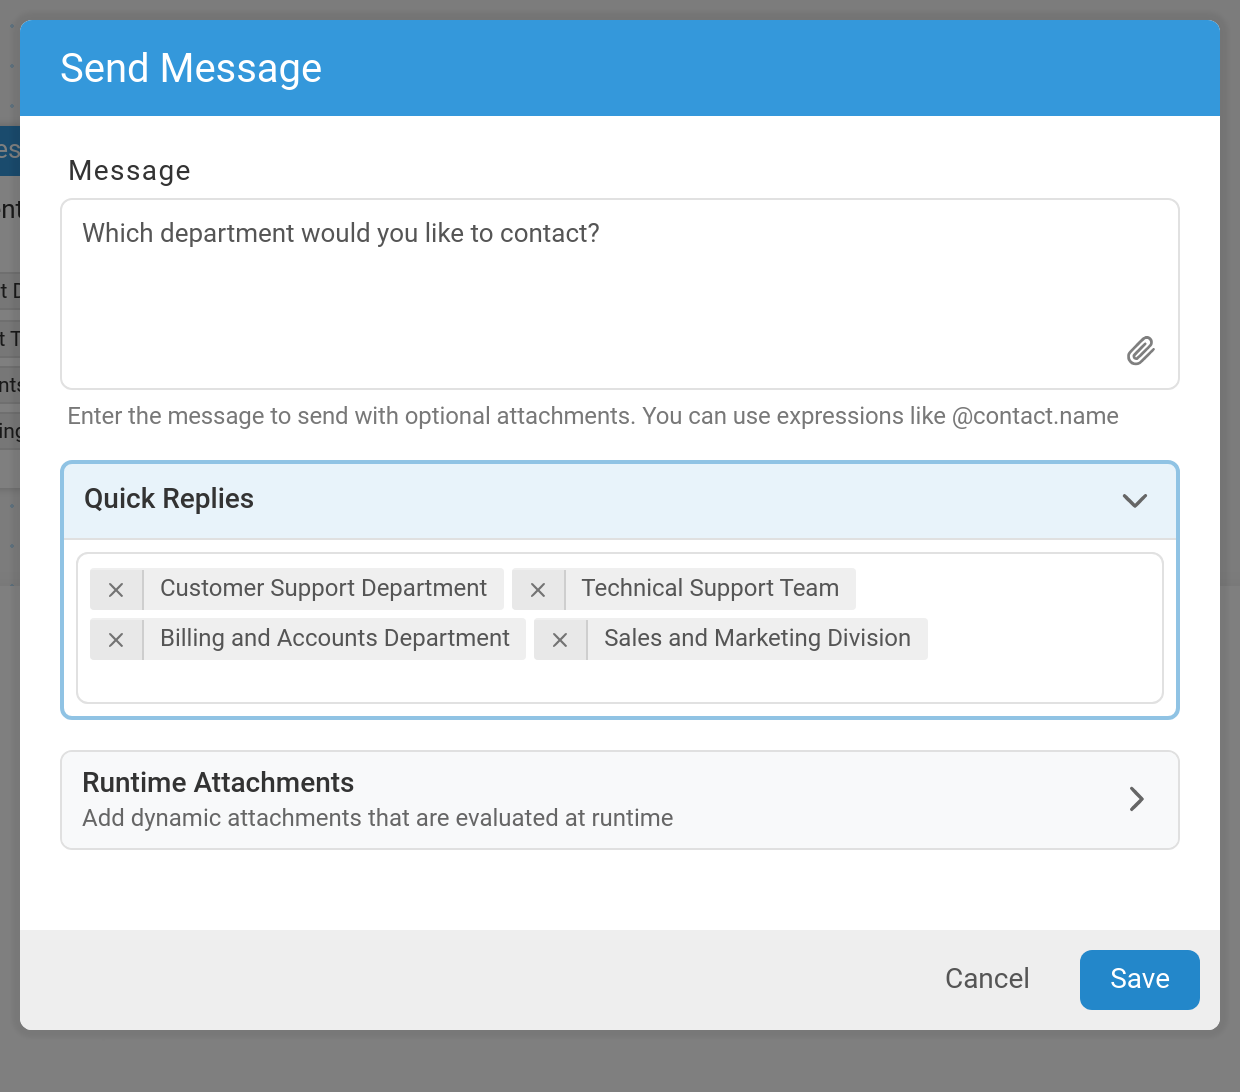 Send Message
Message
Which department would you like to contact?
Enter the message to send with optional attachments. You can use expressions like @contact.name
Quick Replies
Customer Support Department Technical Support Team
Billing and Accounts Department Sales and Marketing Division
Runtime Attachments
Add dynamic attachments that are evaluated at runtime
Cancel Save